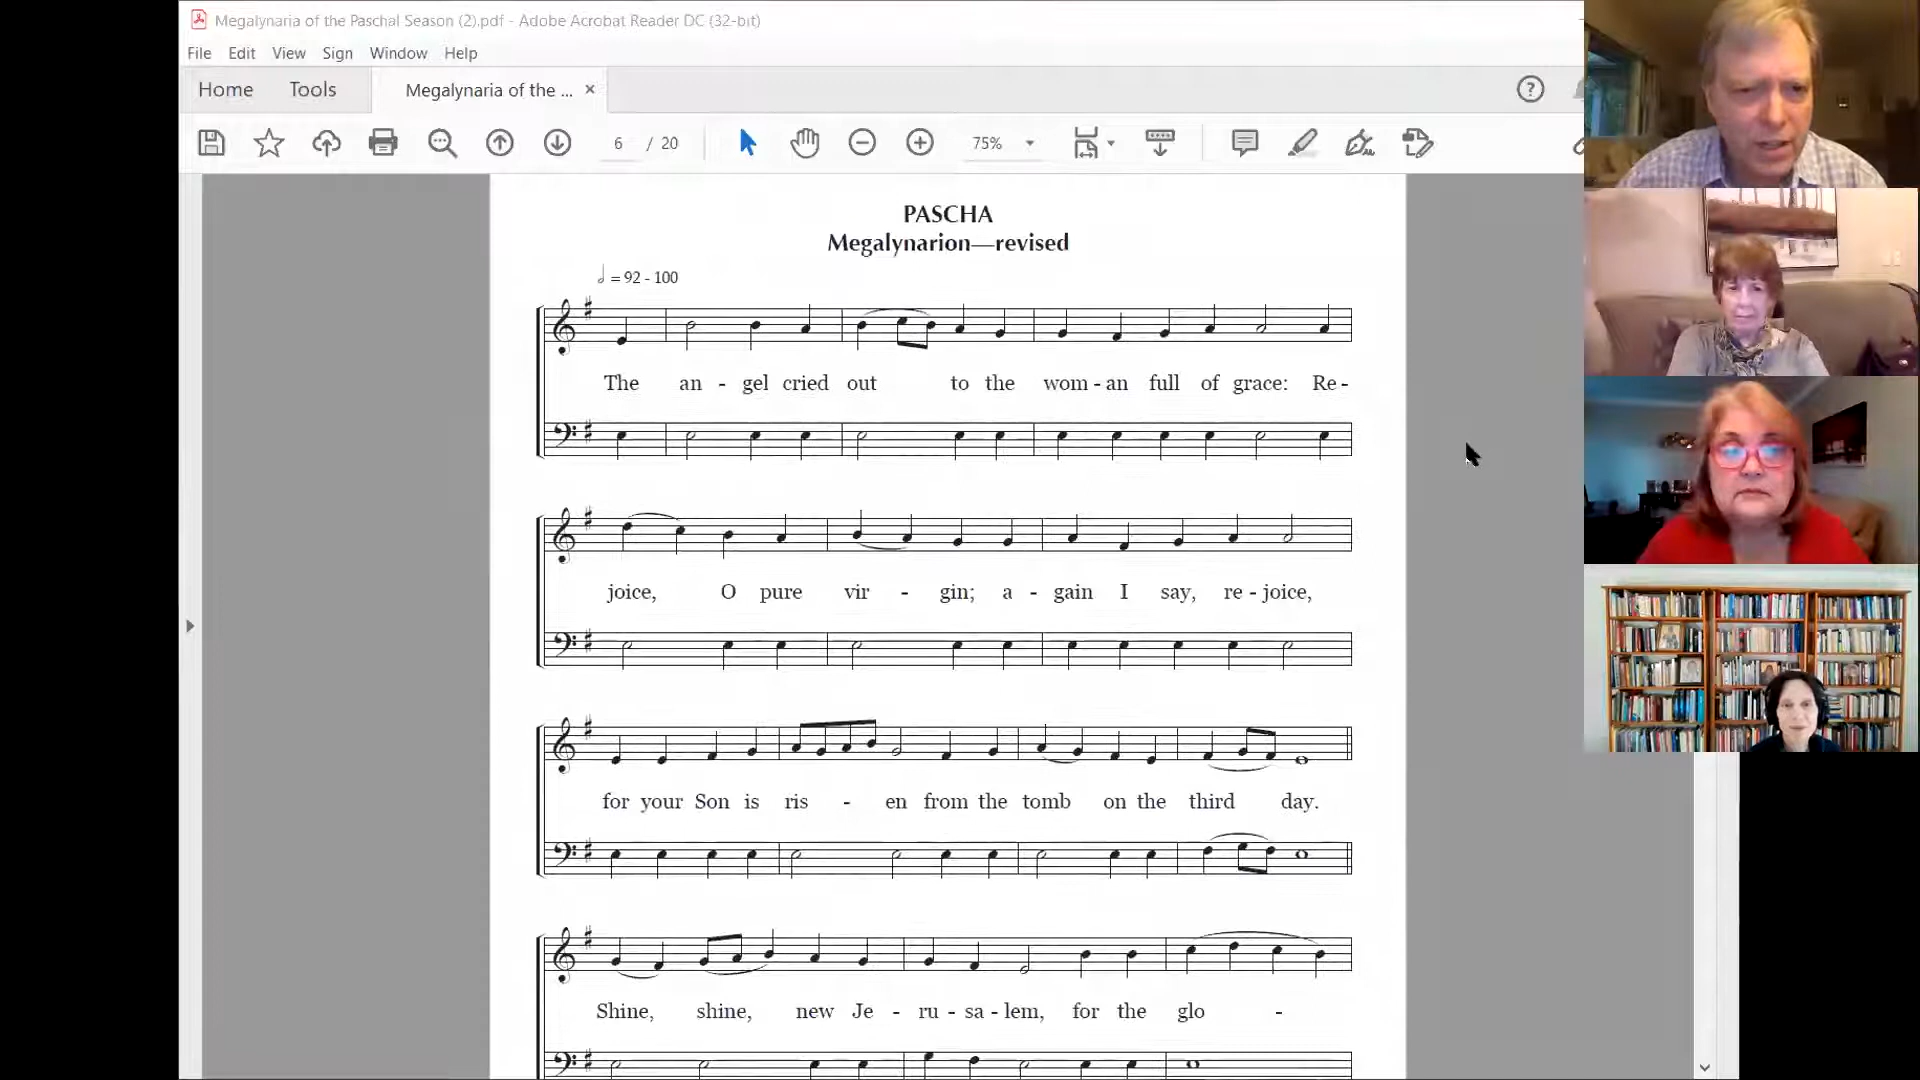 Megalynaria of the Paschal Season (2).pdf - Adobe Acrobat Reader DC (32-bit)
File Edit View Sign Window Help
Home Tools Megalynaria of the ... ×
6 / 20 75%
PASCHA
Megalynarion—revised
= 92 - 100
The an - gel cried out to the wom - an full of grace: Re -
joice, O pure vir - gin; a - gain I say, re - joice,
for your Son is ris - en from the tomb on the third day.
Shine, shine, new Je - ru - sa - lem, for the glo -